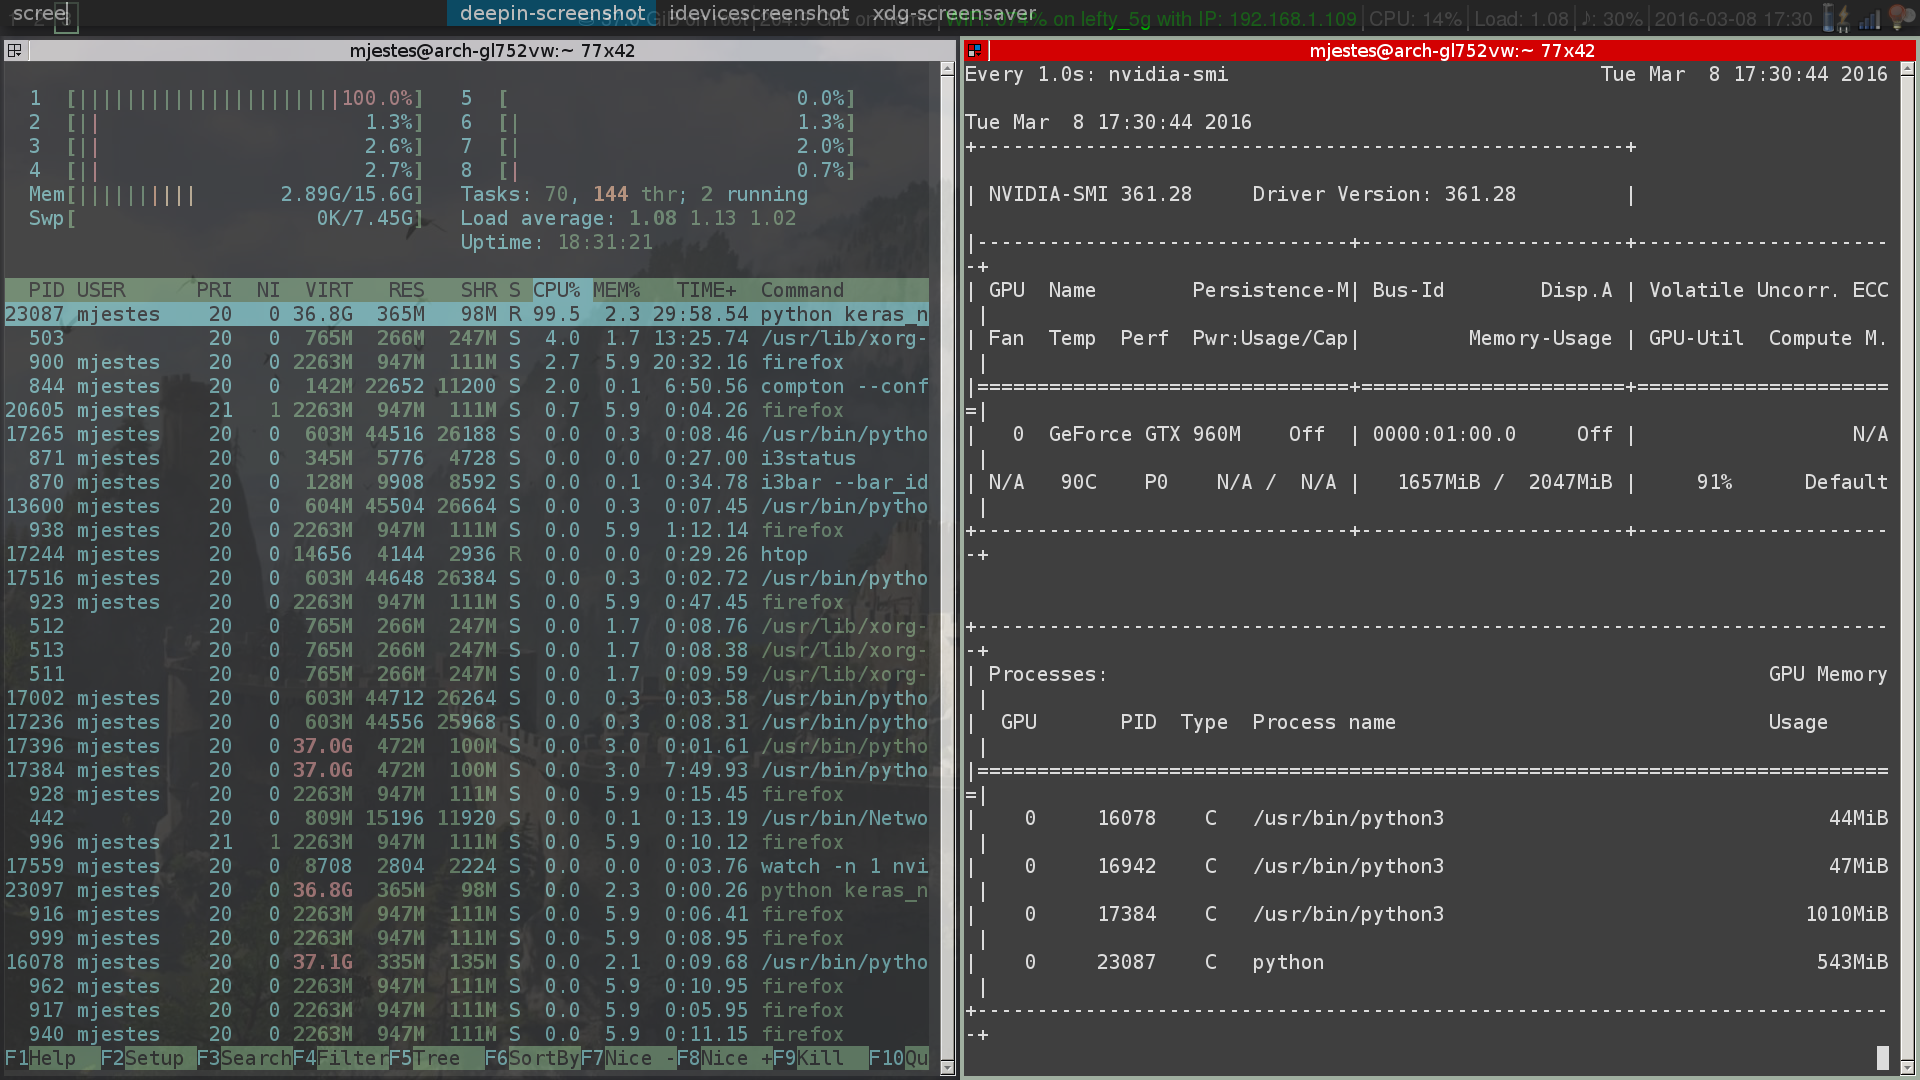 scree deepin-screenshot idevicescreenshot xdg-screensaver
on lefty_5g with IP: 192.168.1.109 | CPU: 14% | Load: 1.08 | ♪: 30% | 2016-03-08 17:30
mjestes@arch-gl752vw:~ 77x42
1 [||||||||||||||||||||||100.0%] 5 [ 0.0%]
2 [|| 1.3%] 6 [| 1.3%]
3 [|| 2.6%] 7 [| 2.0%]
4 [|| 2.7%] 8 [| 0.7%]
Mem[|||||||||| 2.89G/15.6G] Tasks: 70, 144 thr; 2 running
Swp[ 0K/7.45G] Load average: 1.08 1.13 1.02
Uptime: 18:31:21
PID USER PRI NI VIRT RES SHR S CPU% MEM% TIME+ Command
23087 mjestes 20 0 36.8G 365M 98M R 99.5 2.3 29:58.54 python keras_n
503 20 0 765M 266M 247M S 4.0 1.7 13:25.74 /usr/lib/xorg-
900 mjestes 20 0 2263M 947M 111M S 2.7 5.9 20:32.16 firefox
844 mjestes 20 0 142M 22652 11200 S 2.0 0.1 6:50.56 compton --conf
20605 mjestes 21 1 2263M 947M 111M S 0.7 5.9 0:04.26 firefox
17265 mjestes 20 0 603M 44516 26188 S 0.0 0.3 0:08.46 /usr/bin/pytho
871 mjestes 20 0 345M 5776 4728 S 0.0 0.0 0:27.00 i3status
870 mjestes 20 0 128M 9908 8592 S 0.0 0.1 0:34.78 i3bar --bar_id
13600 mjestes 20 0 604M 45504 26664 S 0.0 0.3 0:07.45 /usr/bin/pytho
938 mjestes 20 0 2263M 947M 111M S 0.0 5.9 1:12.14 firefox
17244 mjestes 20 0 14656 4144 2936 R 0.0 0.0 0:29.26 htop
17516 mjestes 20 0 603M 44648 26384 S 0.0 0.3 0:02.72 /usr/bin/pytho
923 mjestes 20 0 2263M 947M 111M S 0.0 5.9 0:47.45 firefox
512 20 0 765M 266M 247M S 0.0 1.7 0:08.76 /usr/lib/xorg-
513 20 0 765M 266M 247M S 0.0 1.7 0:08.38 /usr/lib/xorg-
511 20 0 765M 266M 247M S 0.0 1.7 0:09.59 /usr/lib/xorg-
17002 mjestes 20 0 603M 44712 26264 S 0.0 0.3 0:03.58 /usr/bin/pytho
17236 mjestes 20 0 603M 44556 25968 S 0.0 0.3 0:08.31 /usr/bin/pytho
17396 mjestes 20 0 37.0G 472M 100M S 0.0 3.0 0:01.61 /usr/bin/pytho
17384 mjestes 20 0 37.0G 472M 100M S 0.0 3.0 7:49.93 /usr/bin/pytho
928 mjestes 20 0 2263M 947M 111M S 0.0 5.9 0:15.45 firefox
442 20 0 809M 15196 11920 S 0.0 0.1 0:13.19 /usr/bin/Netwo
996 mjestes 21 1 2263M 947M 111M S 0.0 5.9 0:10.12 firefox
17559 mjestes 20 0 8708 2804 2224 S 0.0 0.0 0:03.76 watch -n 1 nvi
23097 mjestes 20 0 36.8G 365M 98M S 0.0 2.3 0:00.26 python keras_n
916 mjestes 20 0 2263M 947M 111M S 0.0 5.9 0:06.41 firefox
999 mjestes 20 0 2263M 947M 111M S 0.0 5.9 0:08.95 firefox
16078 mjestes 20 0 37.1G 335M 135M S 0.0 2.1 0:09.68 /usr/bin/pytho
962 mjestes 20 0 2263M 947M 111M S 0.0 5.9 0:10.95 firefox
917 mjestes 20 0 2263M 947M 111M S 0.0 5.9 0:05.95 firefox
940 mjestes 20 0 2263M 947M 111M S 0.0 5.9 0:11.15 firefox
F1Help F2Setup F3SearchF4FilterF5Tree F6SortByF7Nice -F8Nice +F9Kill F10Qu
mjestes@arch-gl752vw:~ 77x42
Every 1.0s: nvidia-smi Tue Mar 8 17:30:44 2016
Tue Mar 8 17:30:44 2016
+------------------------------------------------------+
| NVIDIA-SMI 361.28 Driver Version: 361.28 |
|-------------------------------+----------------------+---------------------
-+
| GPU Name Persistence-M| Bus-Id Disp.A | Volatile Uncorr. ECC
|
| Fan Temp Perf Pwr:Usage/Cap| Memory-Usage | GPU-Util Compute M.
|
|===============================+======================+=====================
=|
| 0 GeForce GTX 960M Off | 0000:01:00.0 Off | N/A
|
| N/A 90C P0 N/A / N/A | 1657MiB / 2047MiB | 91% Default
|
+-------------------------------+----------------------+---------------------
-+
+----------------------------------------------------------------------------
-+
| Processes: GPU Memory
|
| GPU PID Type Process name Usage
|
|============================================================================
=|
| 0 16078 C /usr/bin/python3 44MiB
|
| 0 16942 C /usr/bin/python3 47MiB
|
| 0 17384 C /usr/bin/python3 1010MiB
|
| 0 23087 C python 543MiB
|
+----------------------------------------------------------------------------
-+